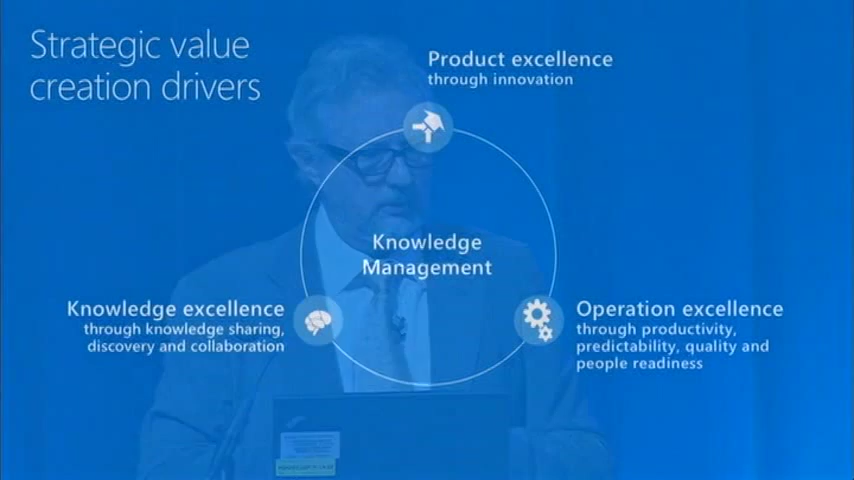 Strategic value
creation drivers
Product excellence
through innovation
Knowledge
Management
Knowledge excellence
through knowledge sharing,
discovery and collaboration
Operation excellence
through productivity,
predictability, quality and
people readiness